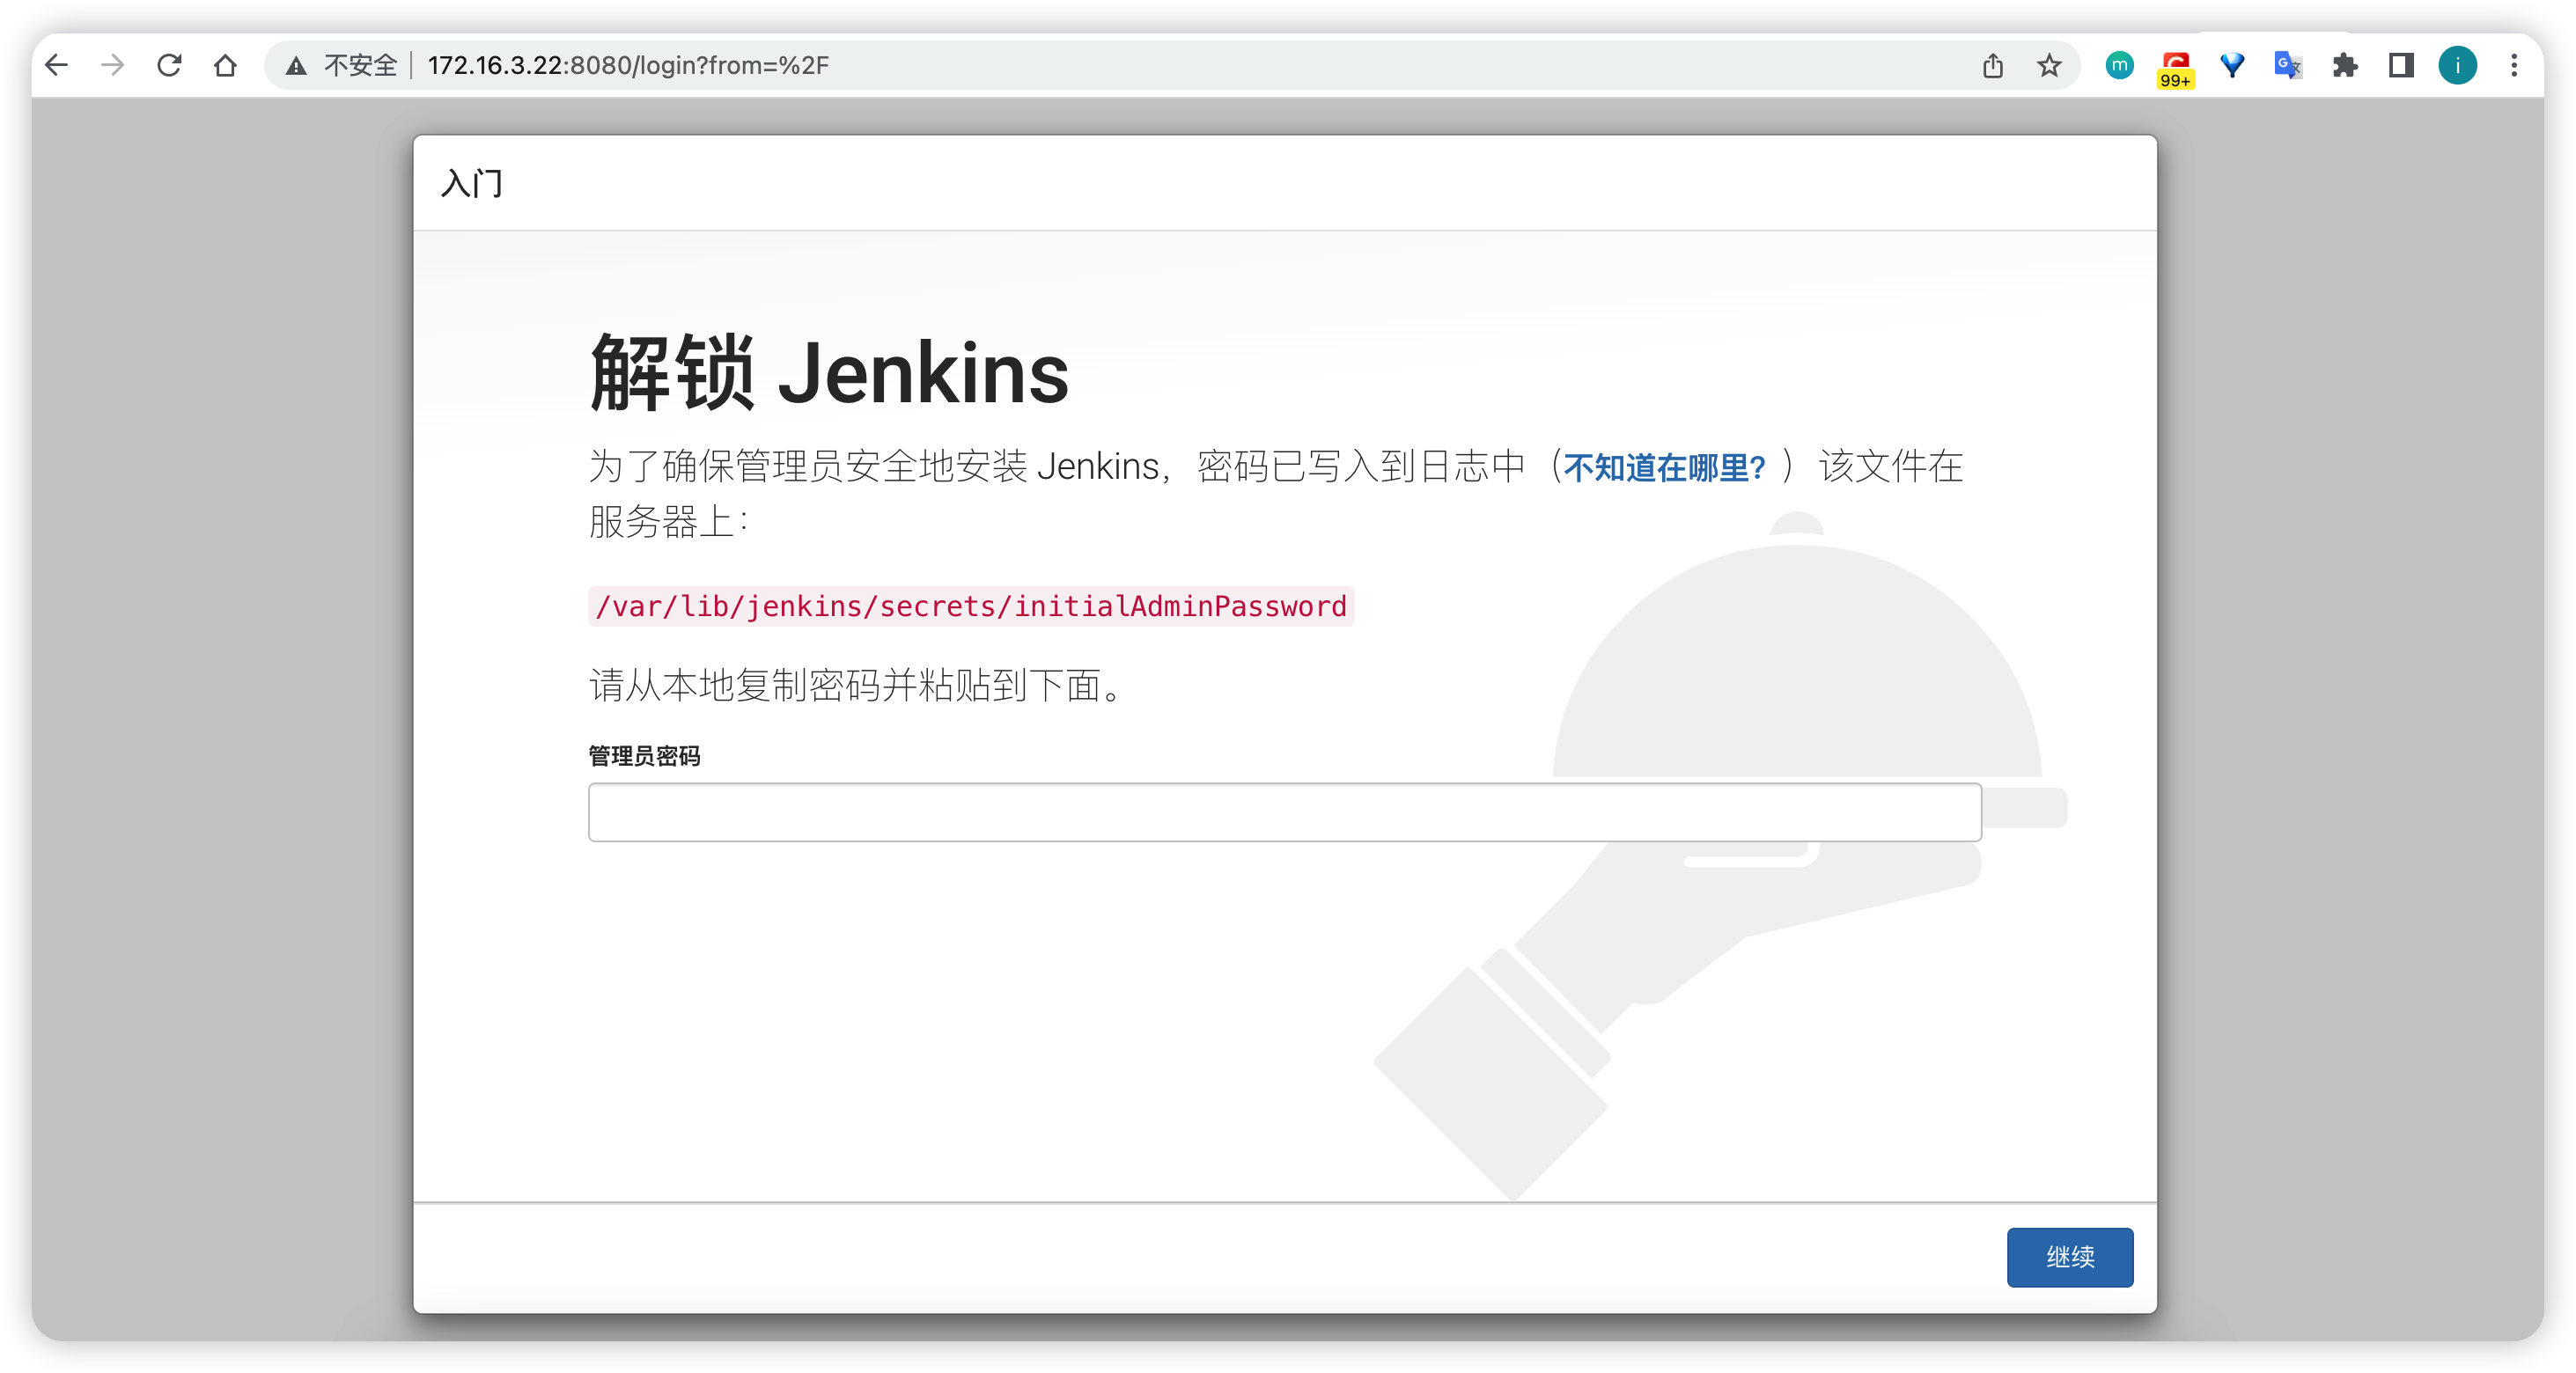 不安全 172.16.3.22:8080/login?from=%2F
m
99+
G 文
i
入门
解锁 Jenkins
为了确保管理员安全地安装 Jenkins，密码已写入到日志中（不知道在哪里？）该文件在
服务器上：
/var/lib/jenkins/secrets/initialAdminPassword
请从本地复制密码并粘贴到下面。
管理员密码
继续